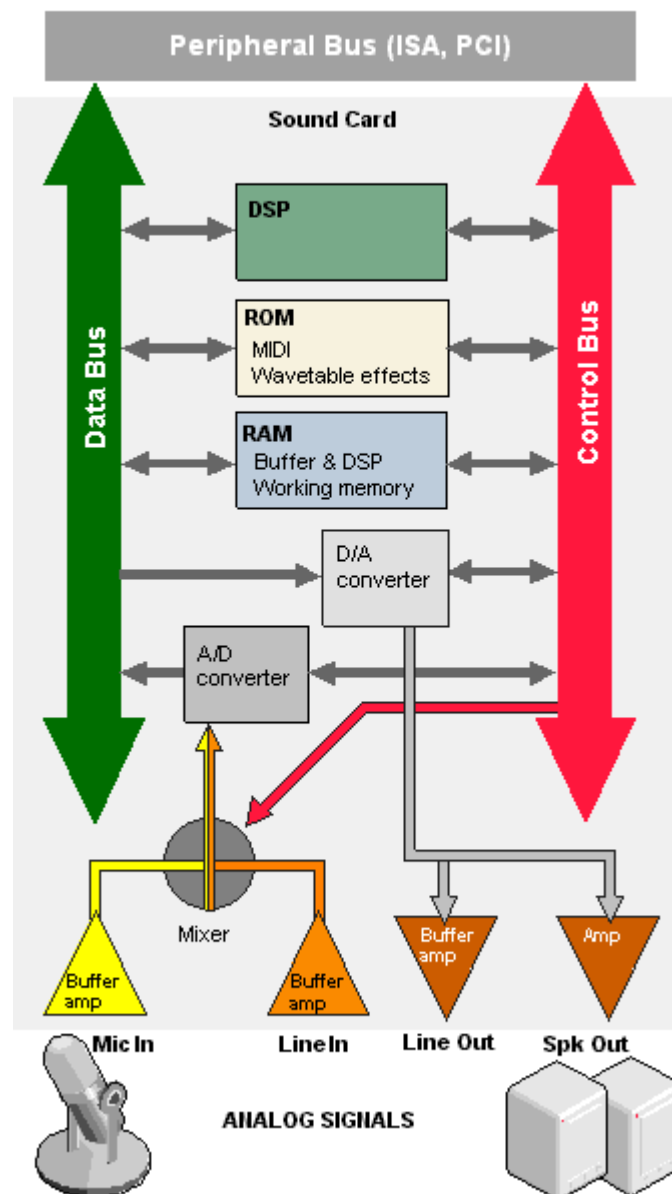 Peripheral Bus (ISA, PCI)
Sound Card
DSP
ROM
MIDI
Wavetable effects
RAM
Buffer & DSP
Working memory
Data Bus
Control Bus
D/A
converter
A/D
converter
Mixer
Buffer
amp
Buffer
amp
Buffer
amp
Amp
Mic In
Line In
Line Out
Spk Out
ANALOG SIGNALS